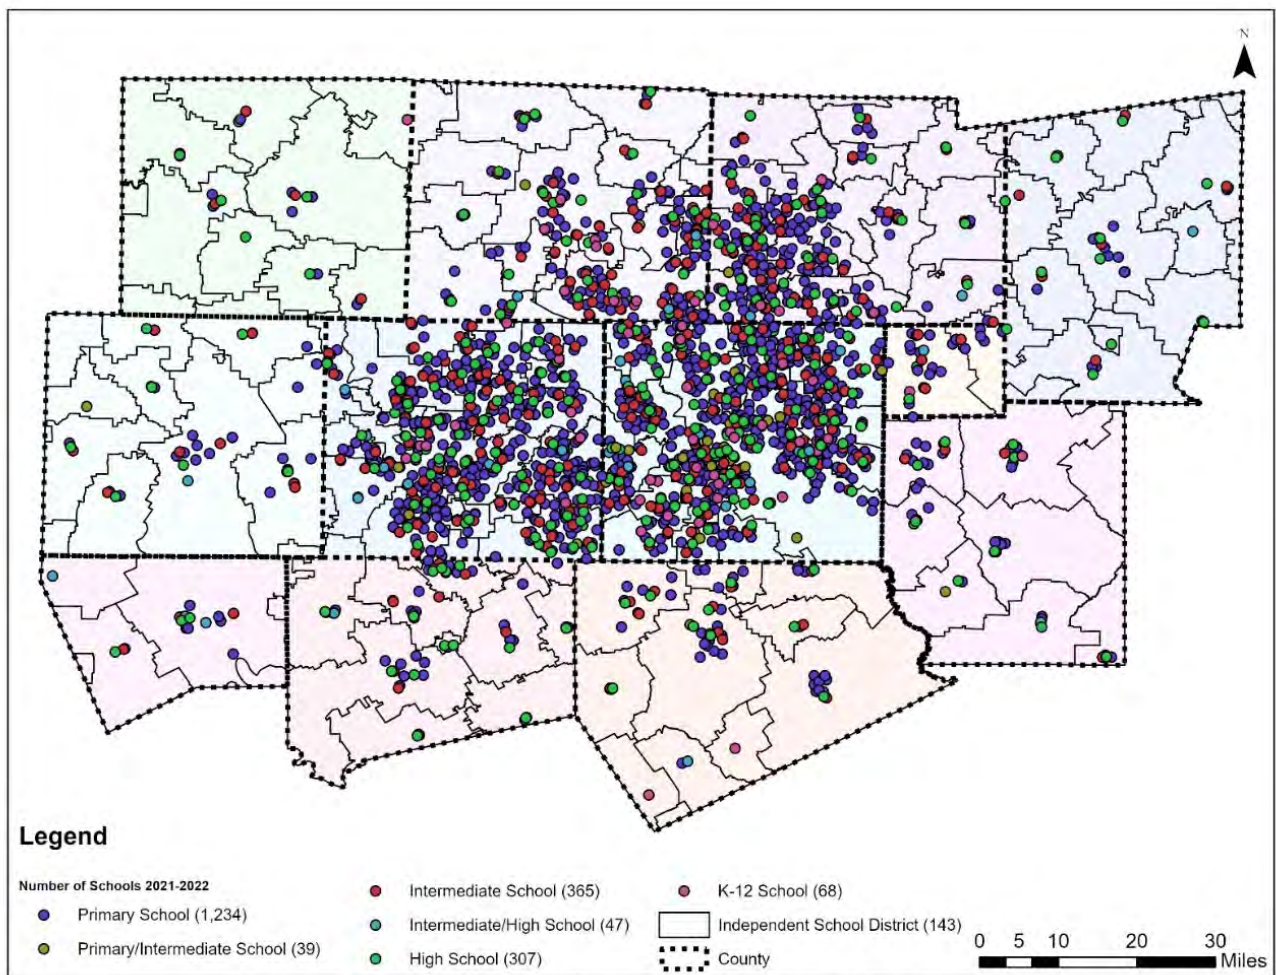 N
Legend
Number of Schools 2021-2022
Primary School (1,234)
Primary/Intermediate School (39)
Intermediate School (365)
Intermediate/High School (47)
High School (307)
K-12 School (68)
Independent School District (143)
County
0 5 10 20 30
Miles